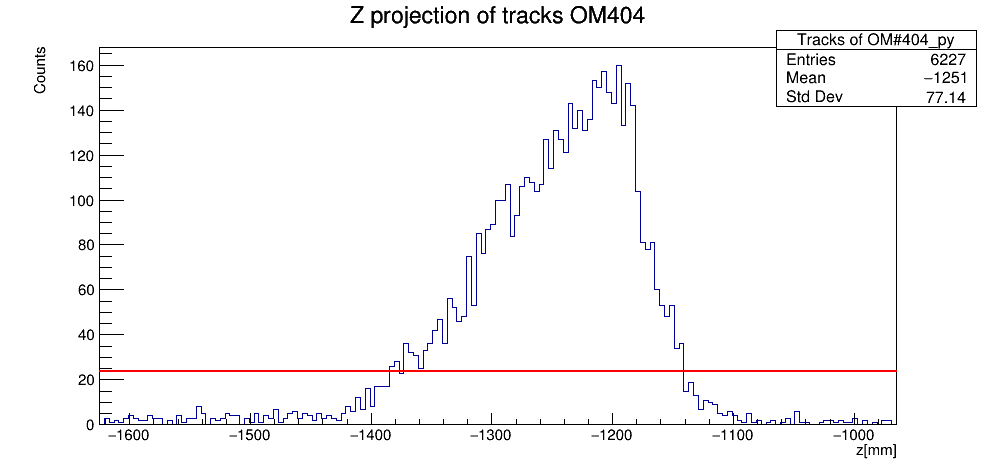 Z projection of tracks OM404
Tracks of OM#404_py
Entries 6227
Mean −1251
Std Dev 77.14
Counts
160
140
120
100
80
60
40
20
0
−1600 −1500 −1400 −1300 −1200 −1100 −1000
z[mm]